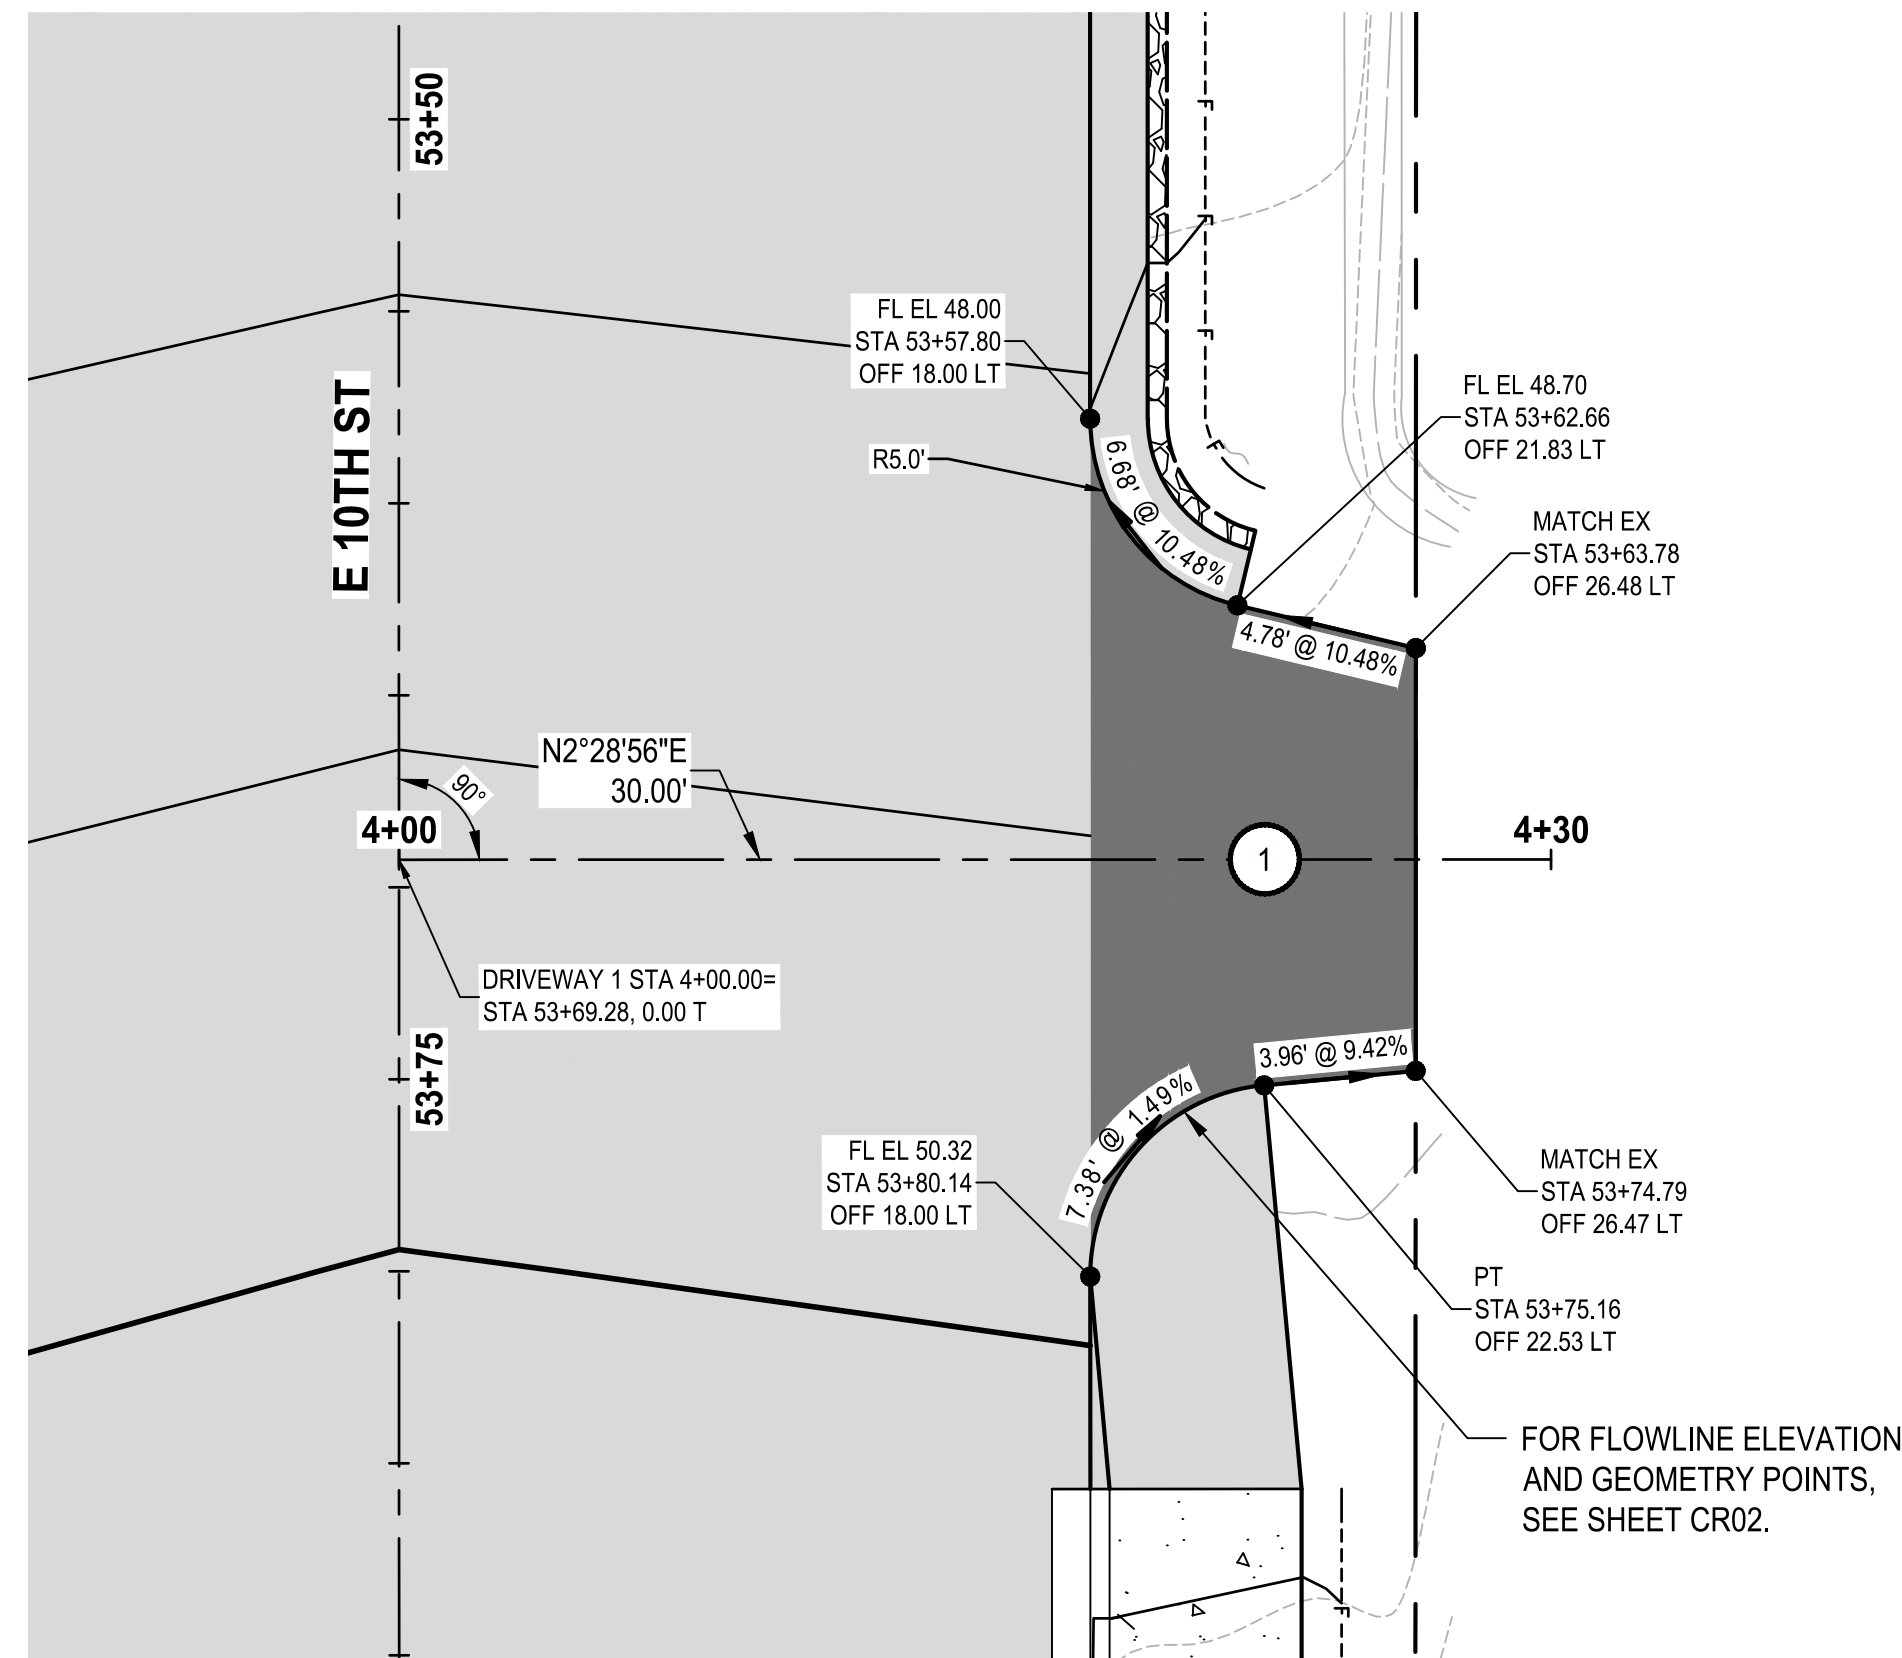 53+50
E 10TH ST
FL EL 48.00
STA 53+57.80
OFF 18.00 LT
R5.0'
6.68' @ 10.48%
FL EL 48.70
STA 53+62.66
OFF 21.83 LT
MATCH EX
STA 53+63.78
OFF 26.48 LT
4.78' @ 10.48%
N2°28'56"E
30.00'
90°
4+00
1
4+30
DRIVEWAY 1 STA 4+00.00=
STA 53+69.28, 0.00 T
53+75
3.96' @ 9.42%
7.38' @ 1.49%
FL EL 50.32
STA 53+80.14
OFF 18.00 LT
MATCH EX
STA 53+74.79
OFF 26.47 LT
PT
STA 53+75.16
OFF 22.53 LT
FOR FLOWLINE ELEVATION
AND GEOMETRY POINTS,
SEE SHEET CR02.
F
F
F
F
F